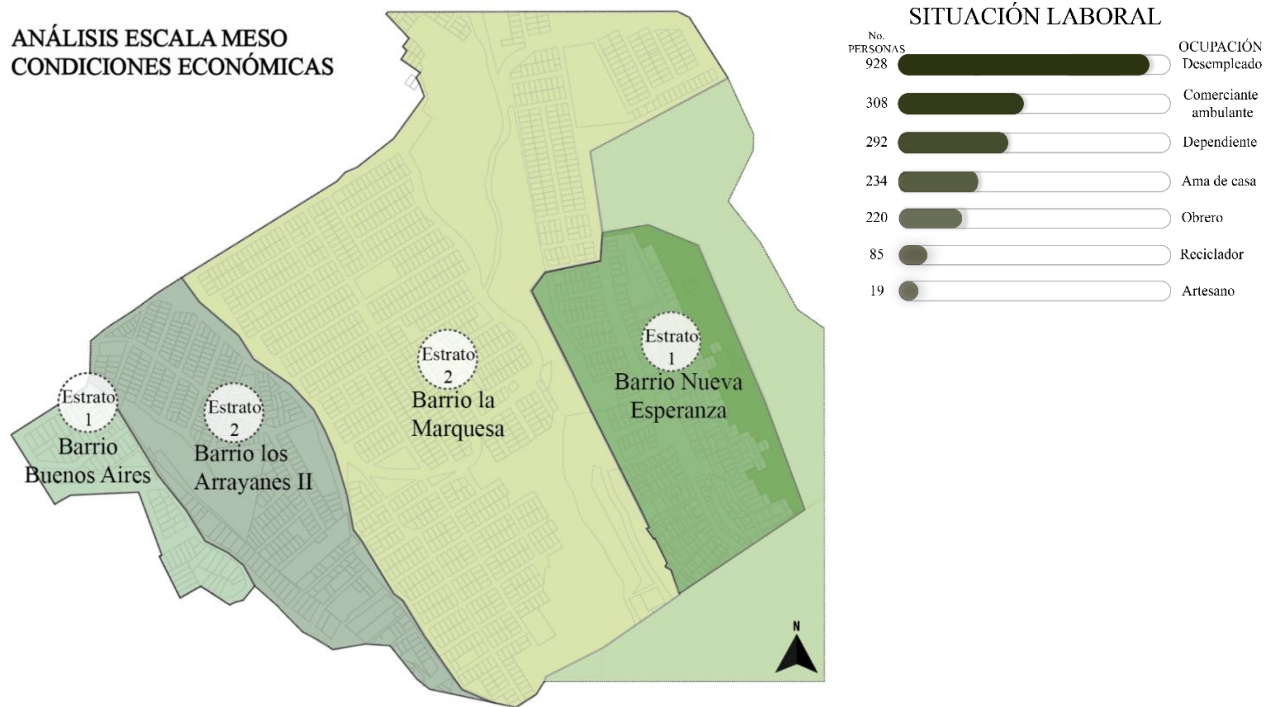 ANÁLISIS ESCALA MESO
CONDICIONES ECONÓMICAS
Estrato
1
Barrio
Buenos Aires
Estrato
2
Barrio los
Arrayanes II
Estrato
2
Barrio la
Marquesa
Estrato
1
Barrio Nueva
Esperanza
N
SITUACIÓN LABORAL
No.
PERSONAS
OCUPACIÓN
928
Desempleado
308
Comerciante
ambulante
292
Dependiente
234
Ama de casa
220
Obrero
85
Reciclador
19
Artesano